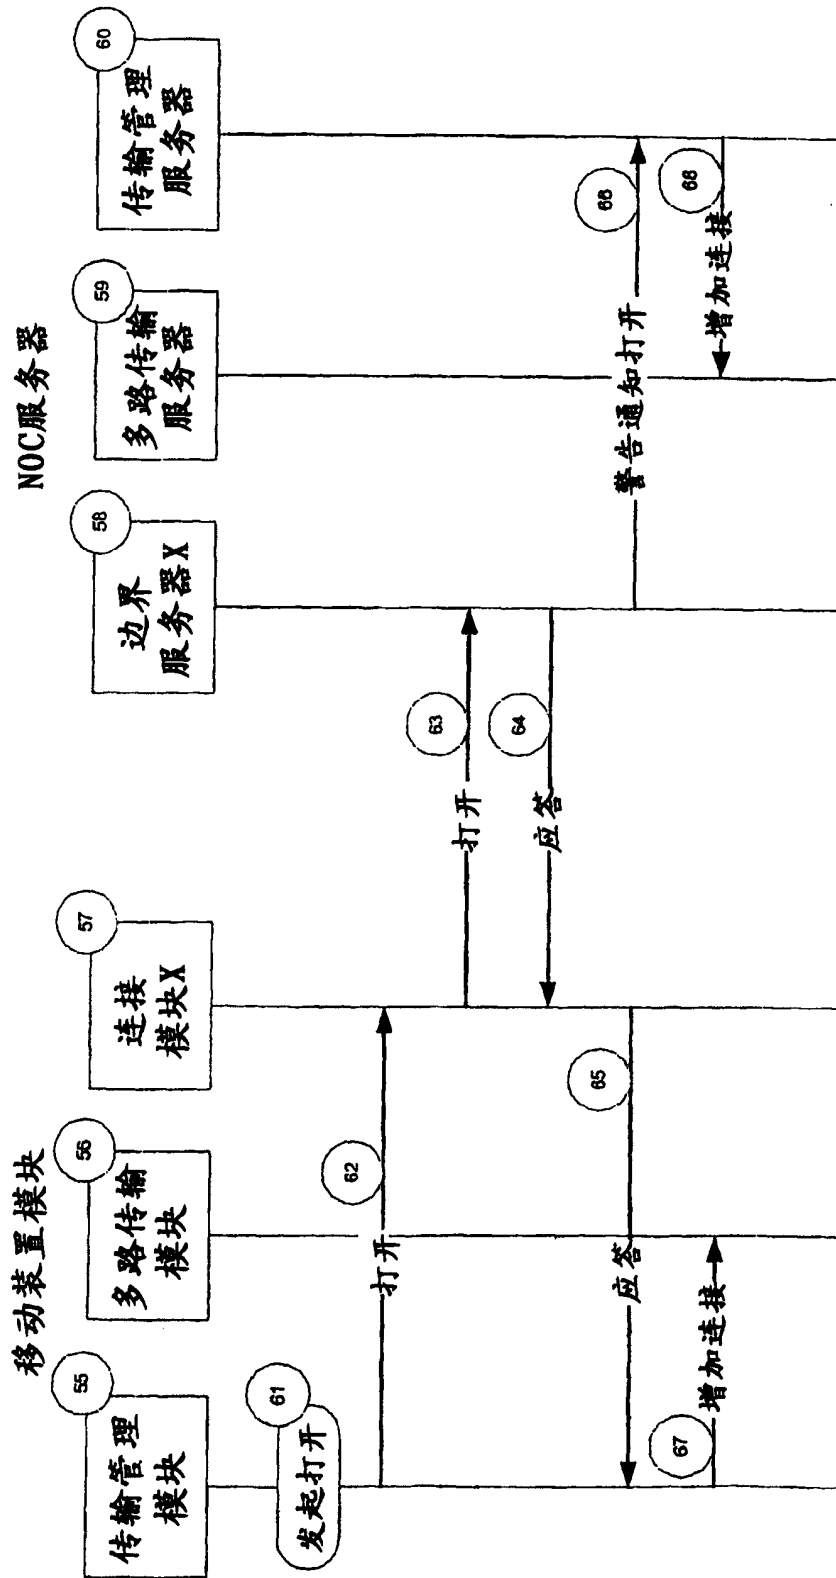 移动装置模块
NOC服务器
传输管理
模块
55
多路传输
模块
56
连接
模块X
57
边界
服务器X
58
多路传输
服务器
59
传输管理
服务器
60
发起打开
61
打开
62
打开
63
应答
64
应答
65
警告通知打开
66
增加连接
67
增加连接
68